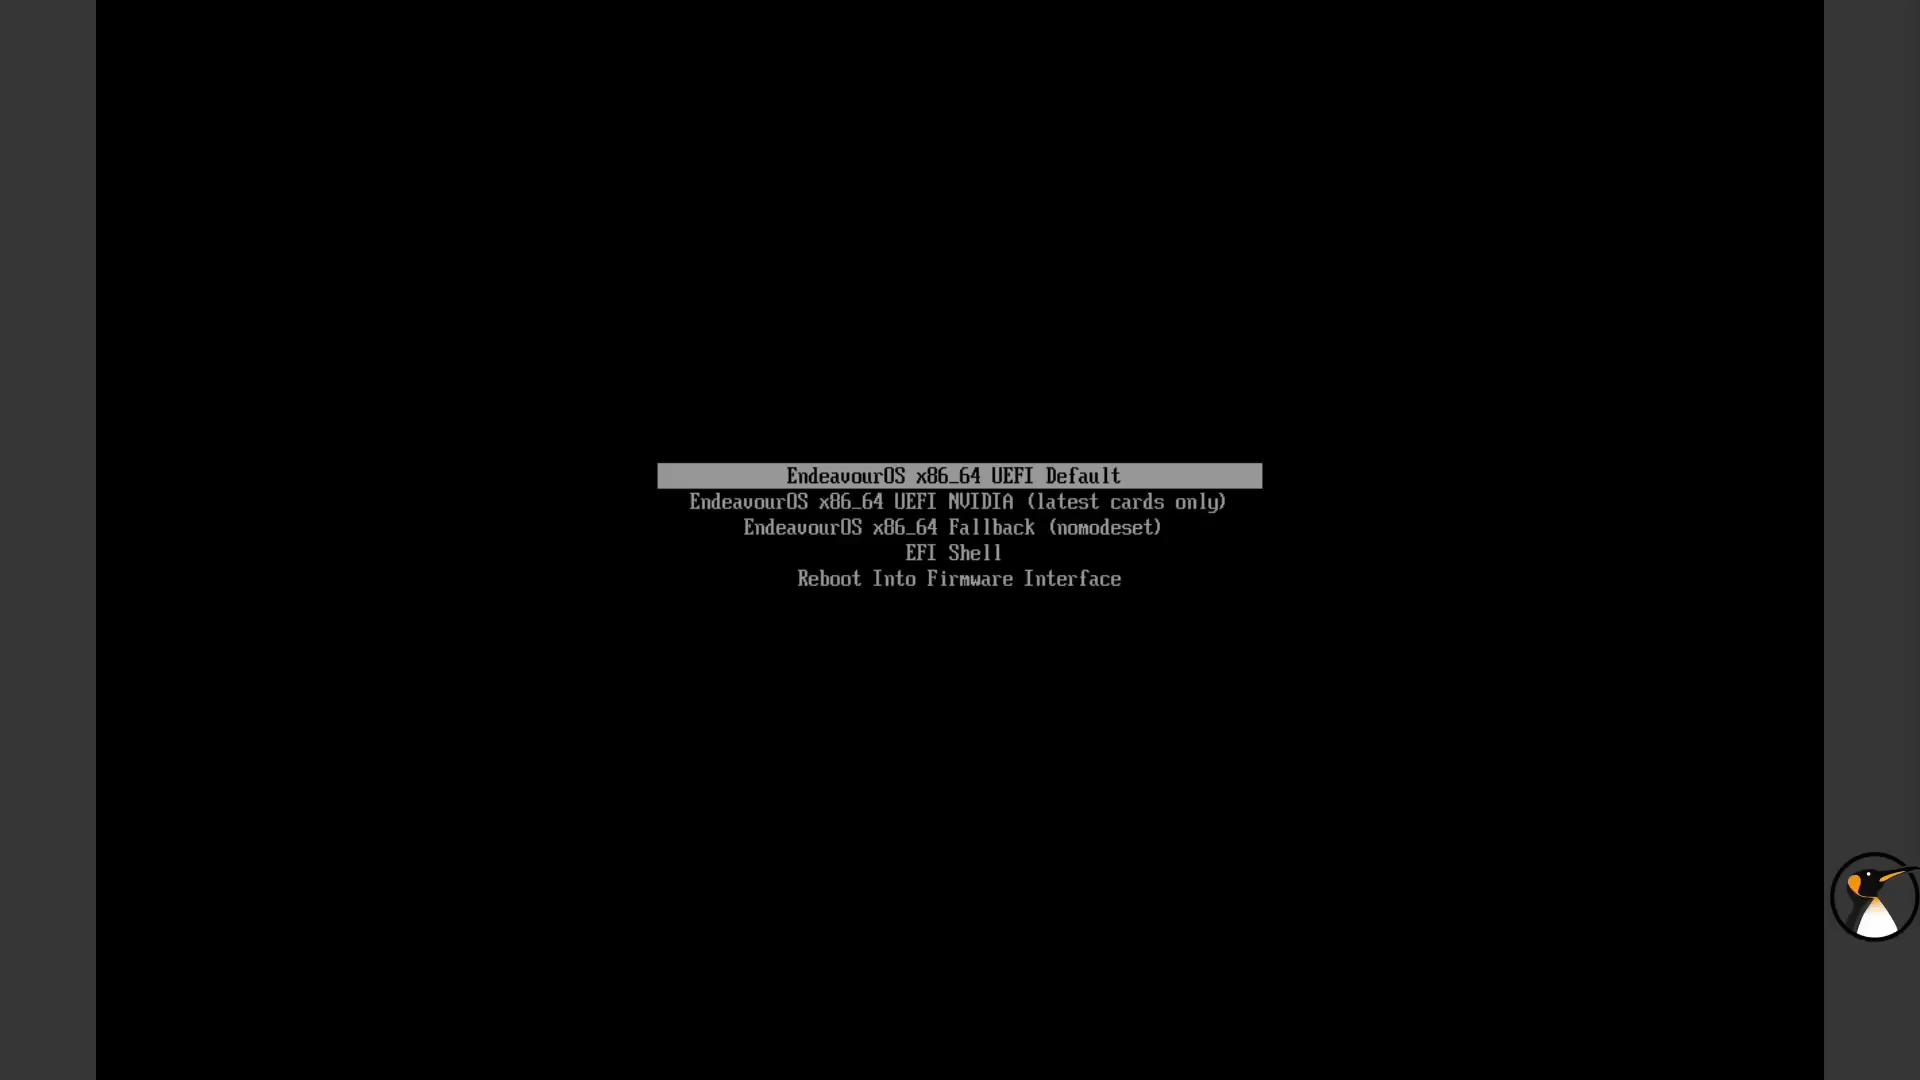 EndeavourOS x86_64 UEFI Default
EndeavourOS x86_64 UEFI NVIDIA (latest cards only)
EndeavourOS x86_64 Fallback (nomodeset)
EFI Shell
Reboot Into Firmware Interface